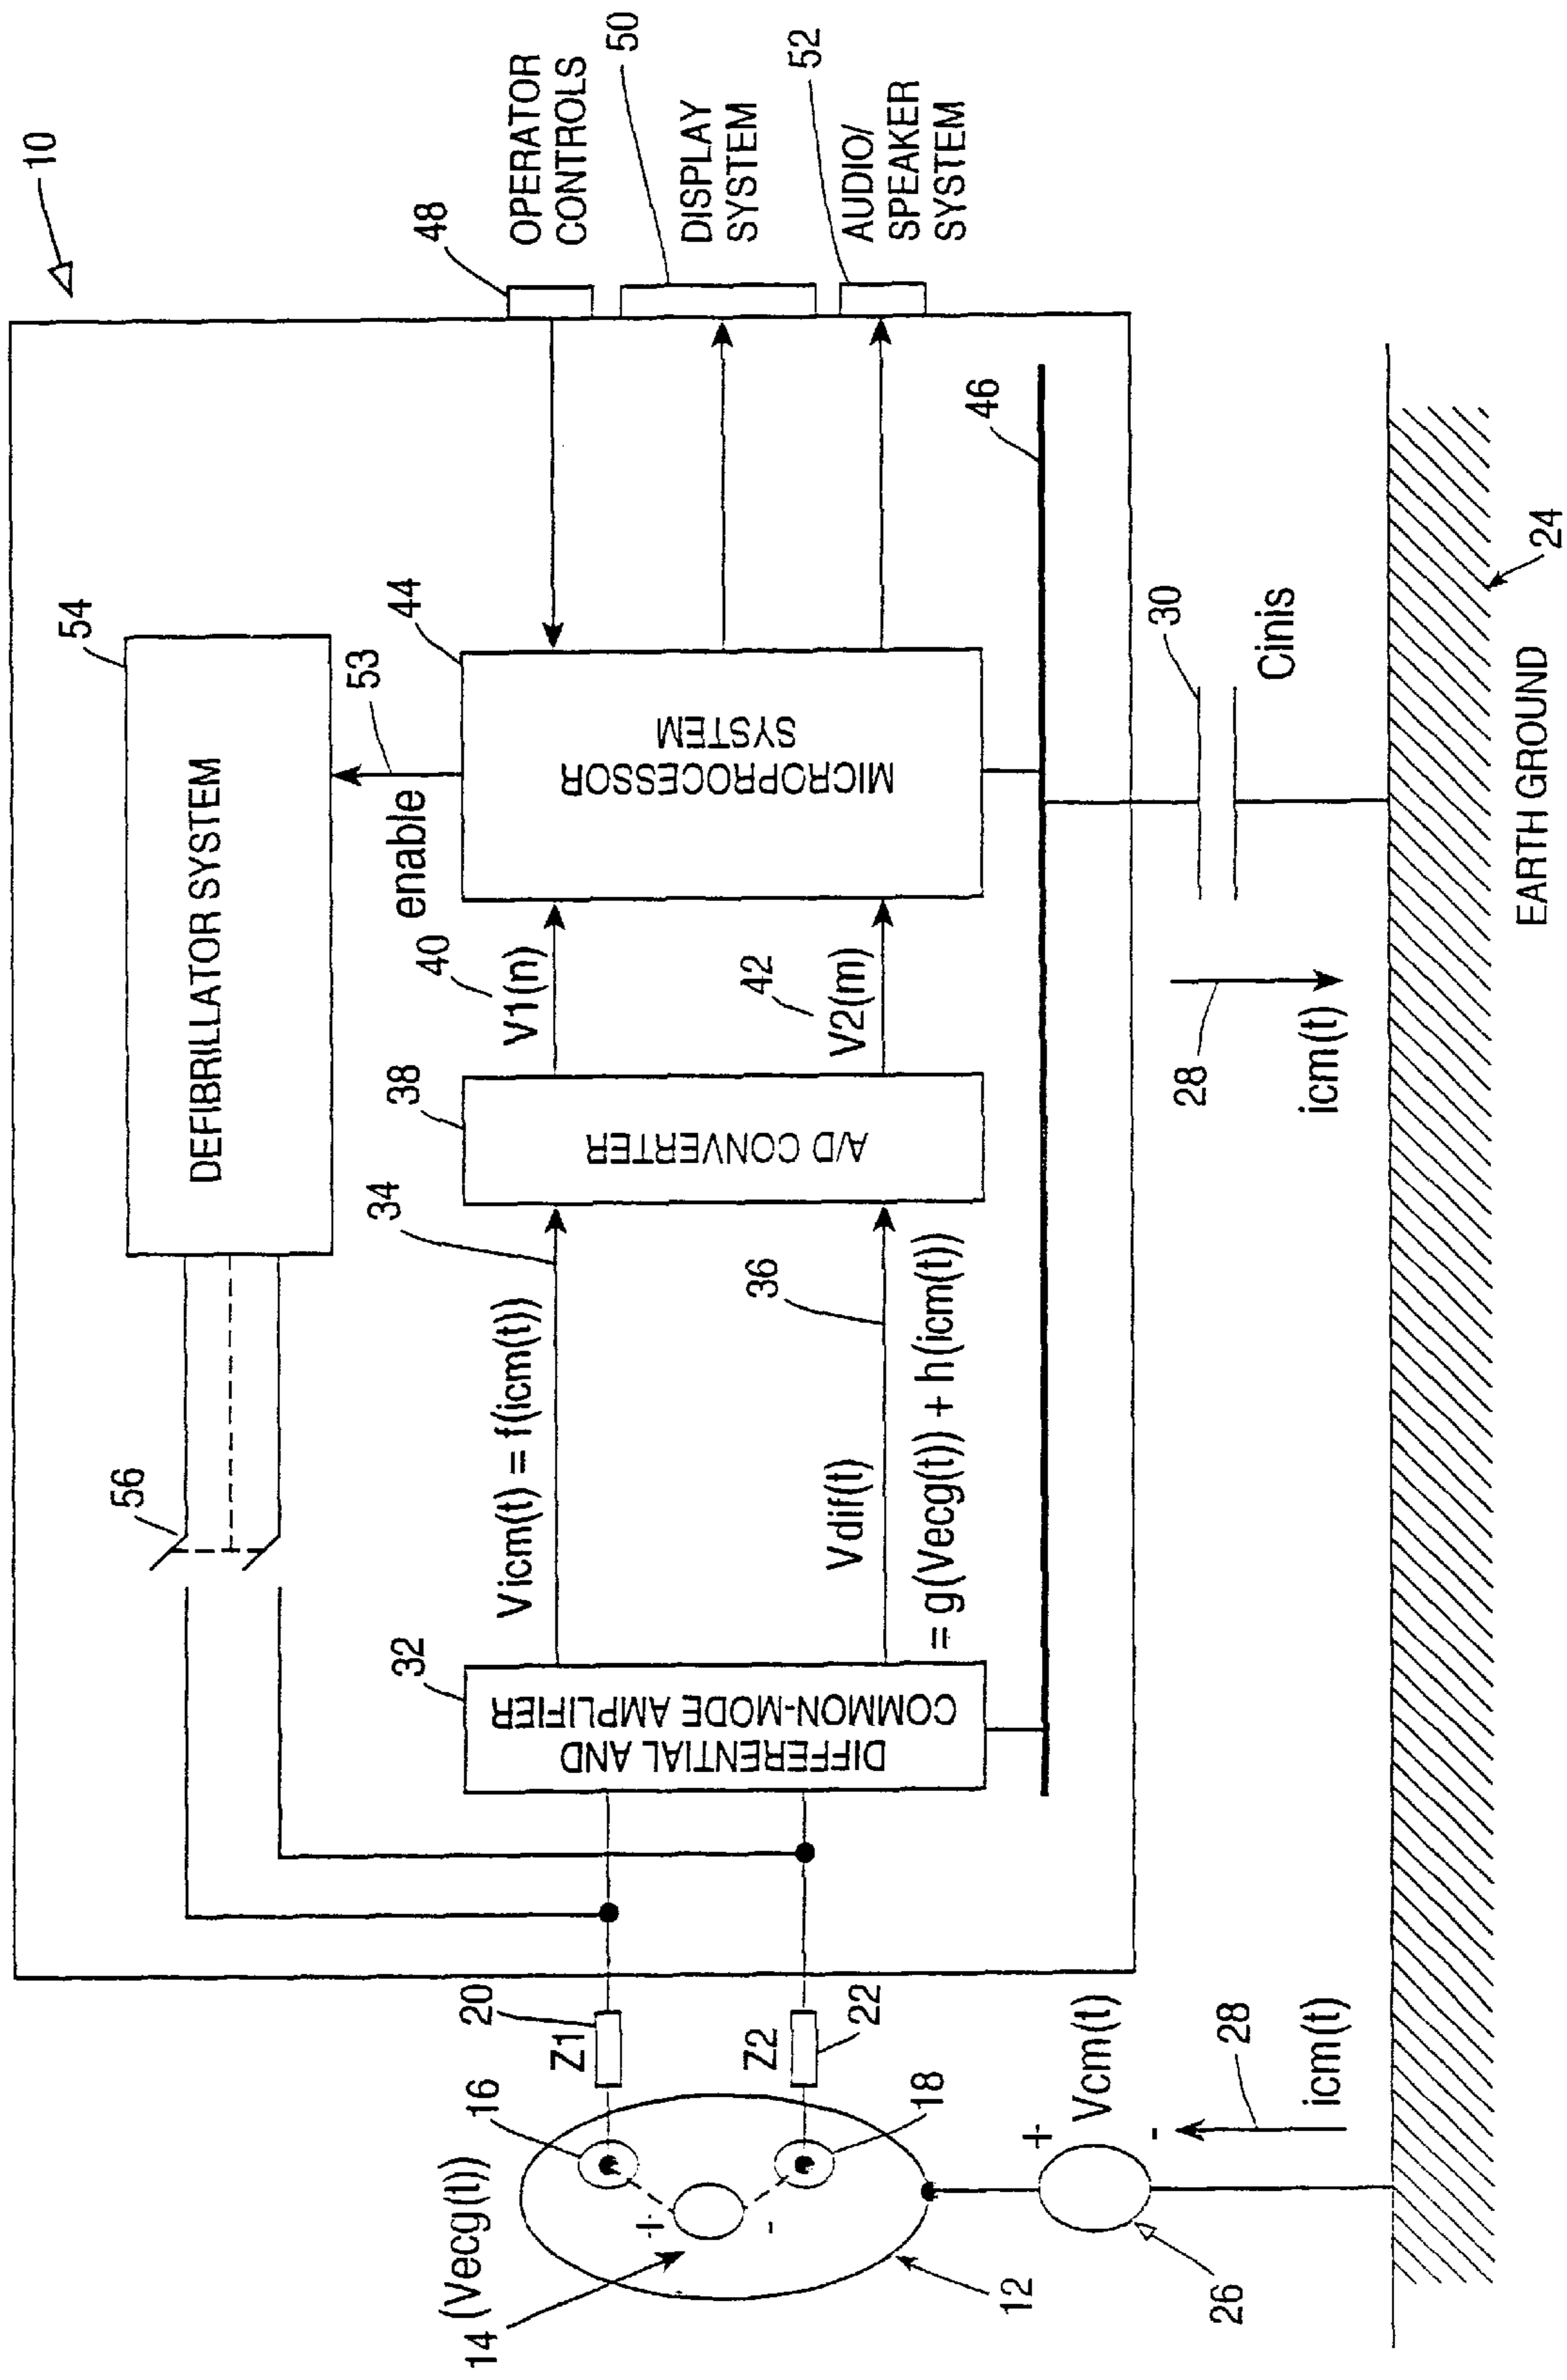 10
54
DEFIBRILLATOR SYSTEM
56
53
enable
48
OPERATOR
CONTROLS
50
DISPLAY
SYSTEM
52
AUDIO/
SPEAKER
SYSTEM
14 (Vecg(t))
+
-
16
18
12
Z1
20
Z2
22
32
DIFFERENTIAL AND
COMMON-MODE AMPLIFIER
Vicm(t) = f(icm(t))
34
Vdif(t)
36
= g(Vecg(t)) + h(icm(t))
38
A/D CONVERTER
40
V1(n)
42
V2(m)
44
MICROPROCESSOR
SYSTEM
46
26
+
Vcm(t)
-
28
icm(t)
28
icm(t)
30
Cinis
EARTH GROUND
24